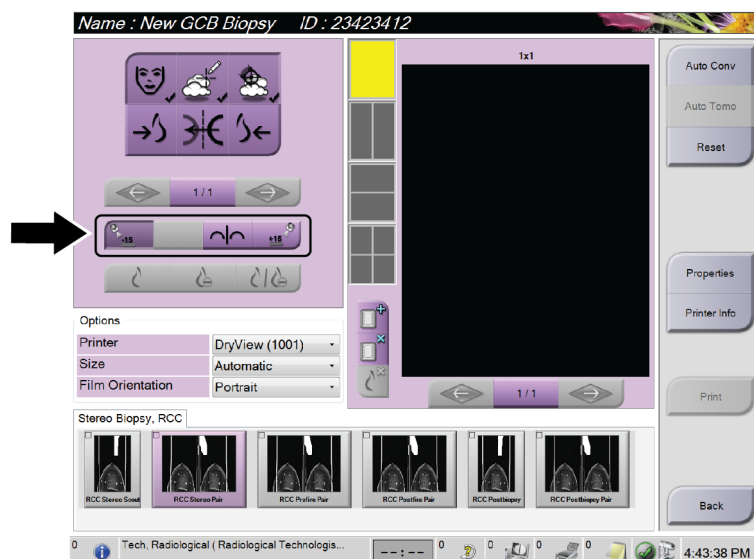 Name : New GCB Biopsy ID : 23423412
1/1
-15
+15
Options
Printer
DryView (1001)
Size
Automatic
Film Orientation
Portrait
1x1
1/1
Auto Conv
Auto Tomo
Reset
Properties
Printer Info
Print
Back
Stereo Biopsy, RCC
RCC Stereo Scout
RCC Stereo Pair
RCC Prefire Pair
RCC Postfire Pair
RCC Postbiopsy
RCC Postbiopsy Pair
0
Tech, Radiological ( Radiological Technologis...
--:--
0
0
0
0
4:43:38 PM